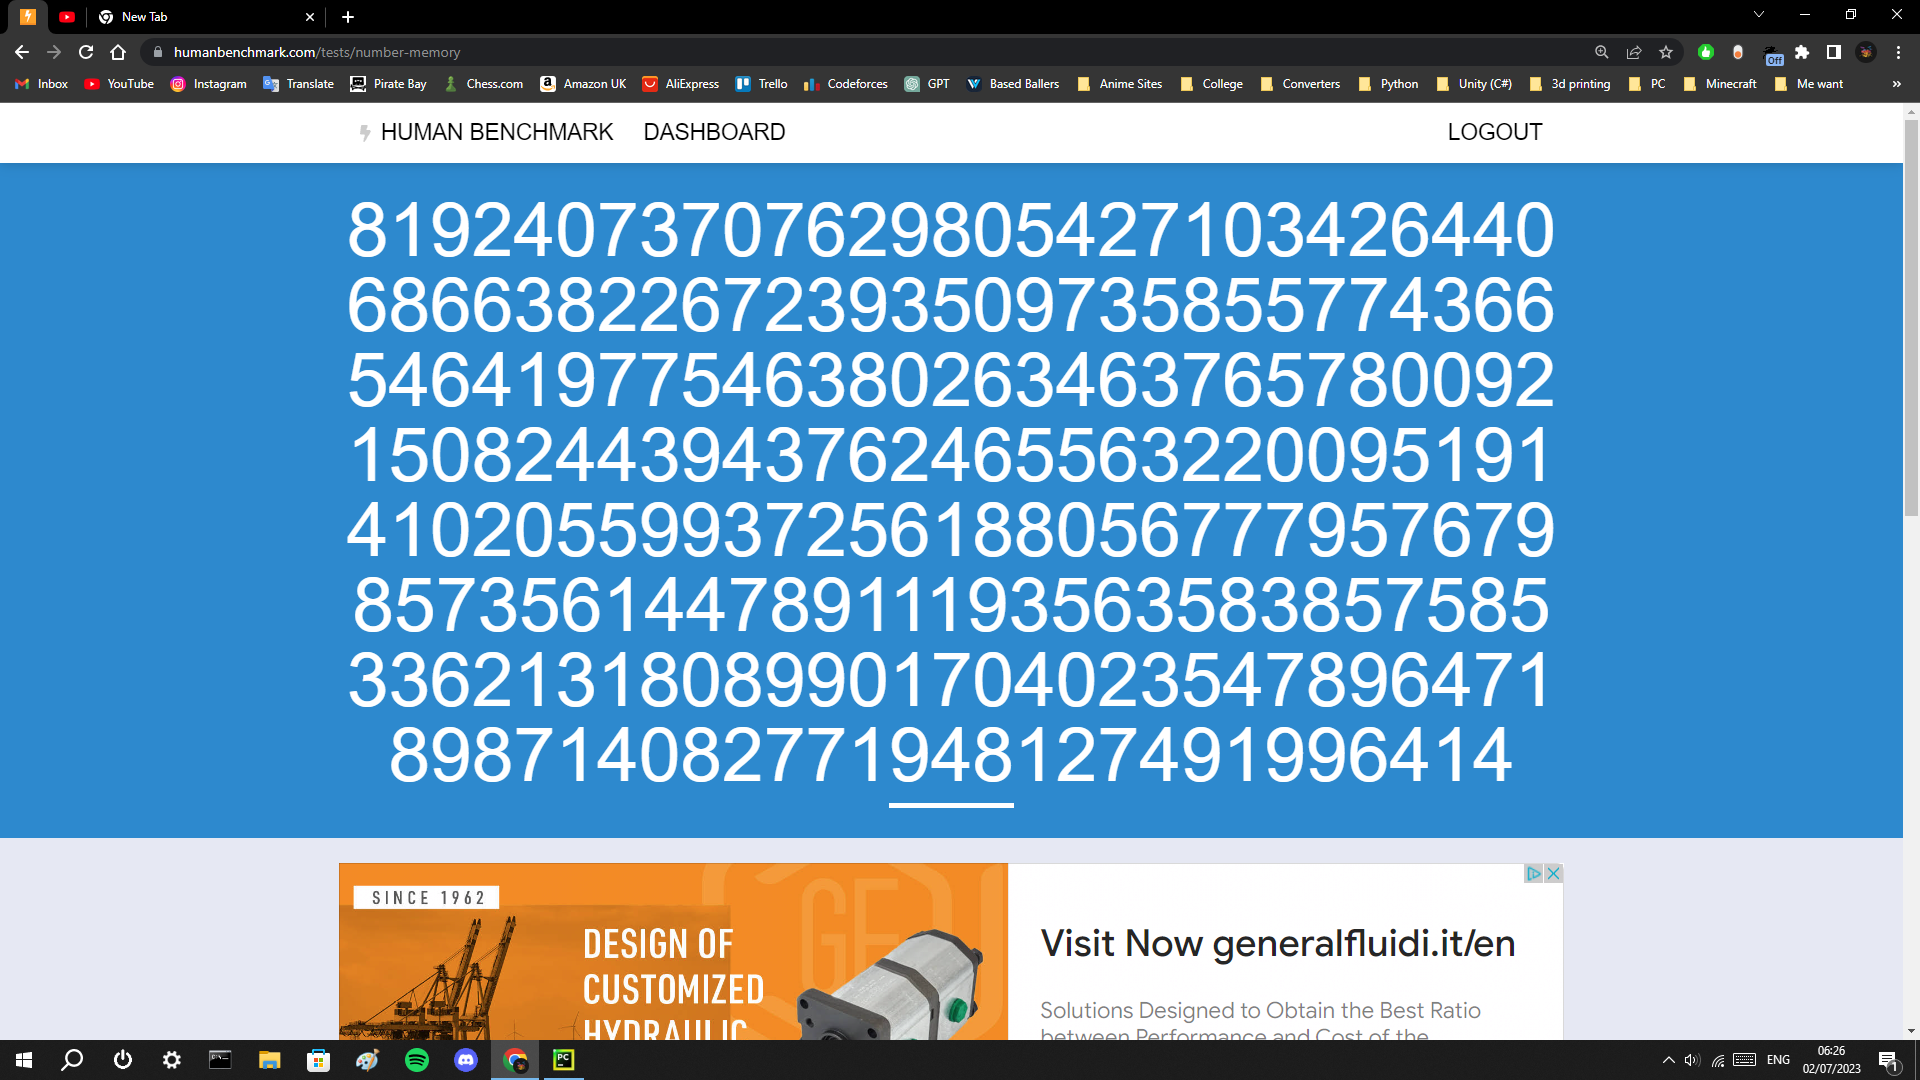 New Tab
humanbenchmark.com/tests/number-memory
Off
Inbox
YouTube
Instagram
Translate
Pirate Bay
Chess.com
Amazon UK
AliExpress
Trello
Codeforces
GPT
Based Ballers
Anime Sites
College
Converters
Python
Unity (C#)
3d printing
PC
Minecraft
Me want
»
HUMAN BENCHMARK
DASHBOARD
LOGOUT
81924073707629805427103426440
68663822672393509735855774366
54641977546380263463765780092
15082443943762465563220095191
41020559937256188056777957679
85735614478911193563583857585
33621318089901704023547896471
898714082771948127491996414
SINCE 1962
GF
DESIGN OF
CUSTOMIZED
HYDRAULIC
Visit Now generalfluidi.it/en
Solutions Designed to Obtain the Best Ratio
between Performance and Cost of the
PC
ENG
06:26
02/07/2023
1